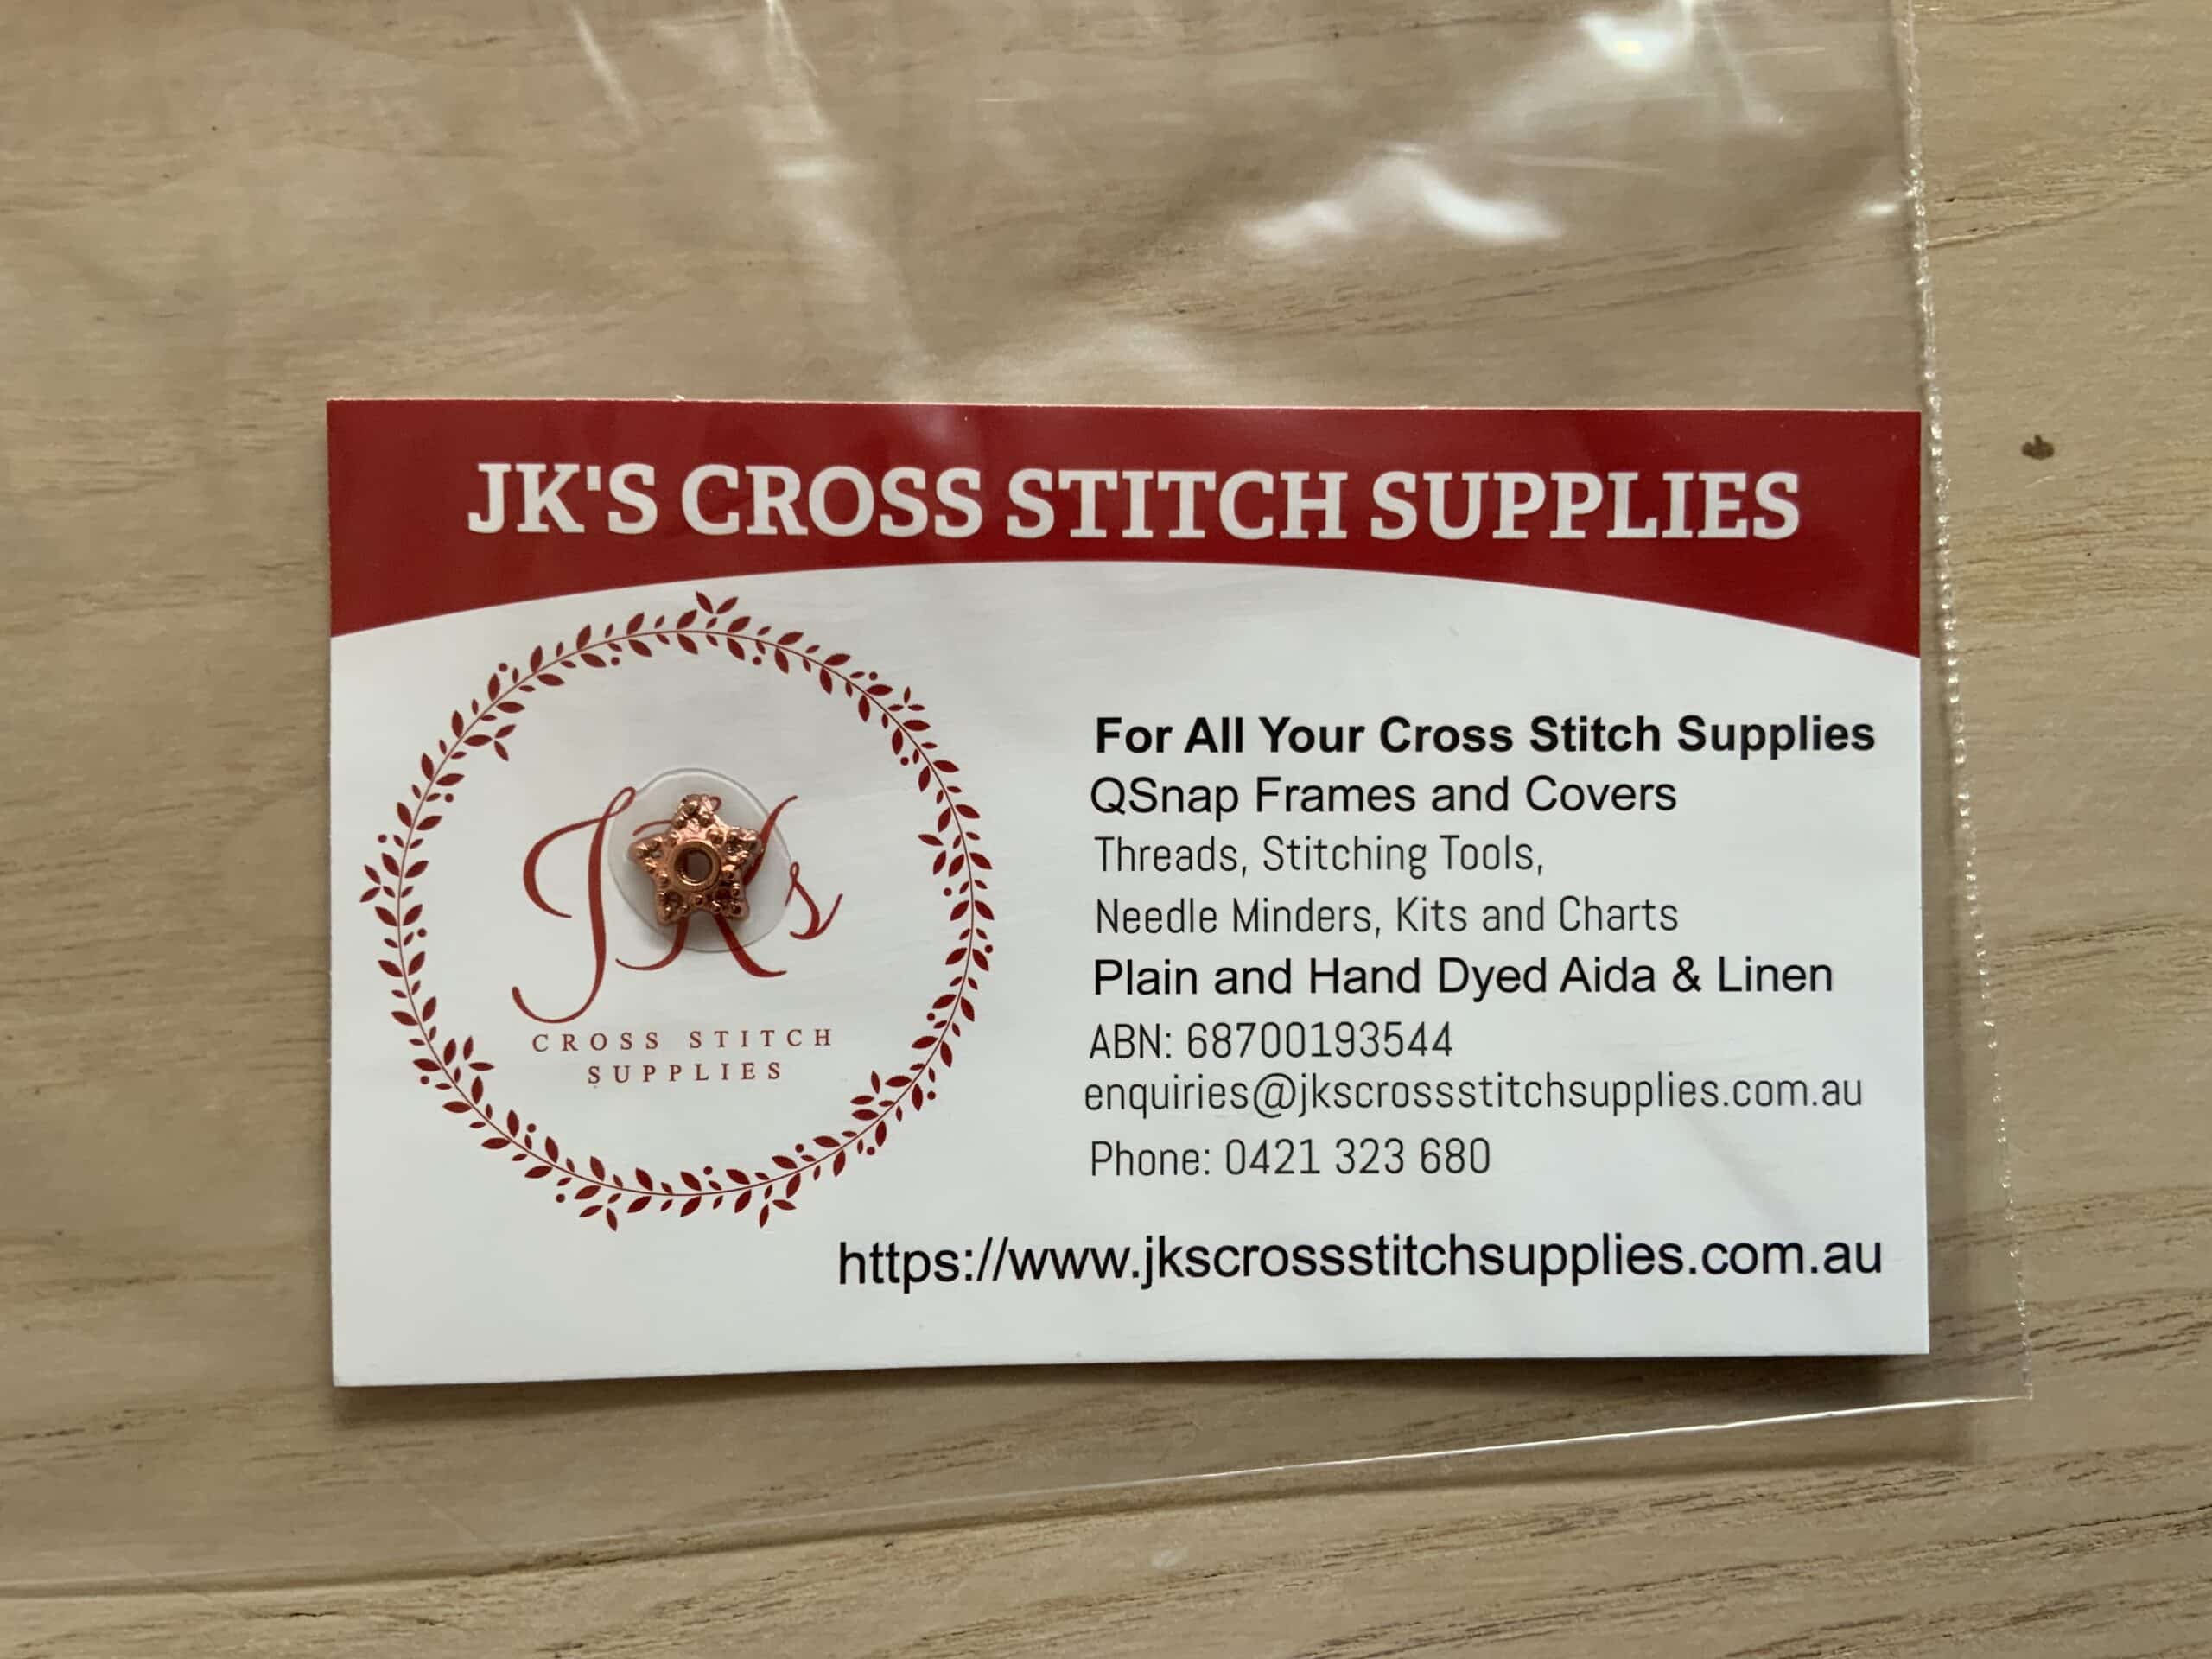 JK'S CROSS STITCH SUPPLIES
JK's
CROSS STITCH
SUPPLIES
For All Your Cross Stitch Supplies
QSnap Frames and Covers
Threads, Stitching Tools,
Needle Minders, Kits and Charts
Plain and Hand Dyed Aida & Linen
ABN: 68700193544
enquiries@jkscrossstitchsupplies.com.au
Phone: 0421 323 680
https://www.jkscrossstitchsupplies.com.au